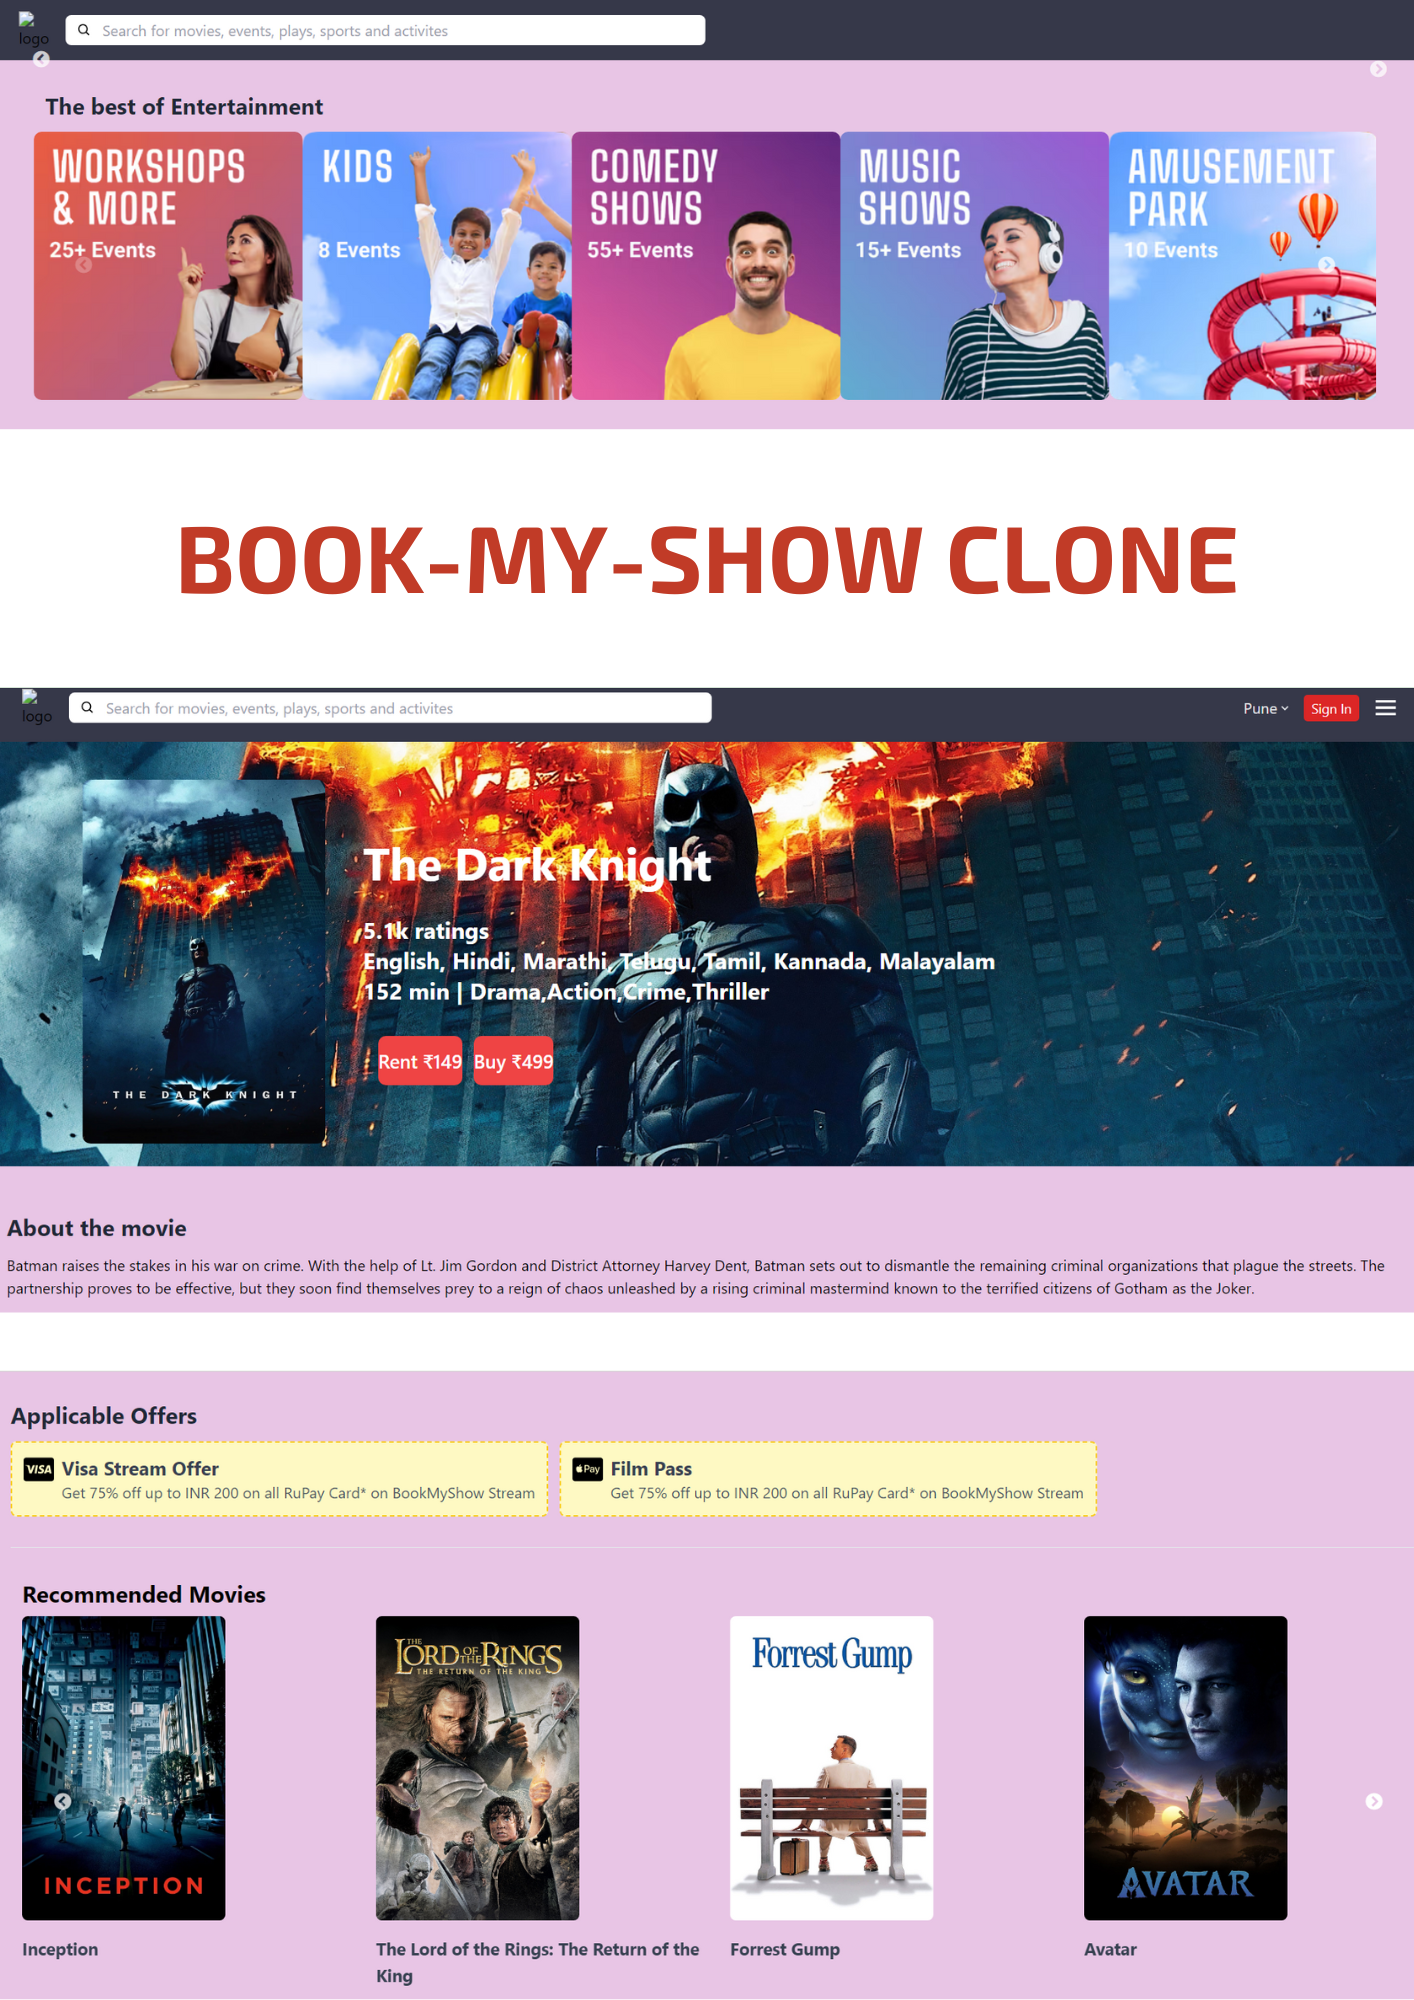 logo
Search for movies, events, plays, sports and activites
The best of Entertainment
WORKSHOPS
& MORE
25+ Events
KIDS
8 Events
COMEDY
SHOWS
55+ Events
MUSIC
SHOWS
15+ Events
AMUSEMENT
PARK
10 Events
BOOK-MY-SHOW CLONE
logo
Search for movies, events, plays, sports and activites
Pune
Sign In
The Dark Knight
5.1k ratings
English, Hindi, Marathi, Telugu, Tamil, Kannada, Malayalam
152 min | Drama,Action,Crime,Thriller
Rent ₹149
Buy ₹499
THE DARK KNIGHT
About the movie
Batman raises the stakes in his war on crime. With the help of Lt. Jim Gordon and District Attorney Harvey Dent, Batman sets out to dismantle the remaining criminal organizations that plague the streets. The
partnership proves to be effective, but they soon find themselves prey to a reign of chaos unleashed by a rising criminal mastermind known to the terrified citizens of Gotham as the Joker.
Applicable Offers
VISA
Visa Stream Offer
Get 75% off up to INR 200 on all RuPay Card* on BookMyShow Stream
Pay
Film Pass
Get 75% off up to INR 200 on all RuPay Card* on BookMyShow Stream
Recommended Movies
INCEPTION
THE LORD OF THE RINGS
THE RETURN OF THE KING
Forrest Gump
AVATAR
Inception
The Lord of the Rings: The Return of the
King
Forrest Gump
Avatar